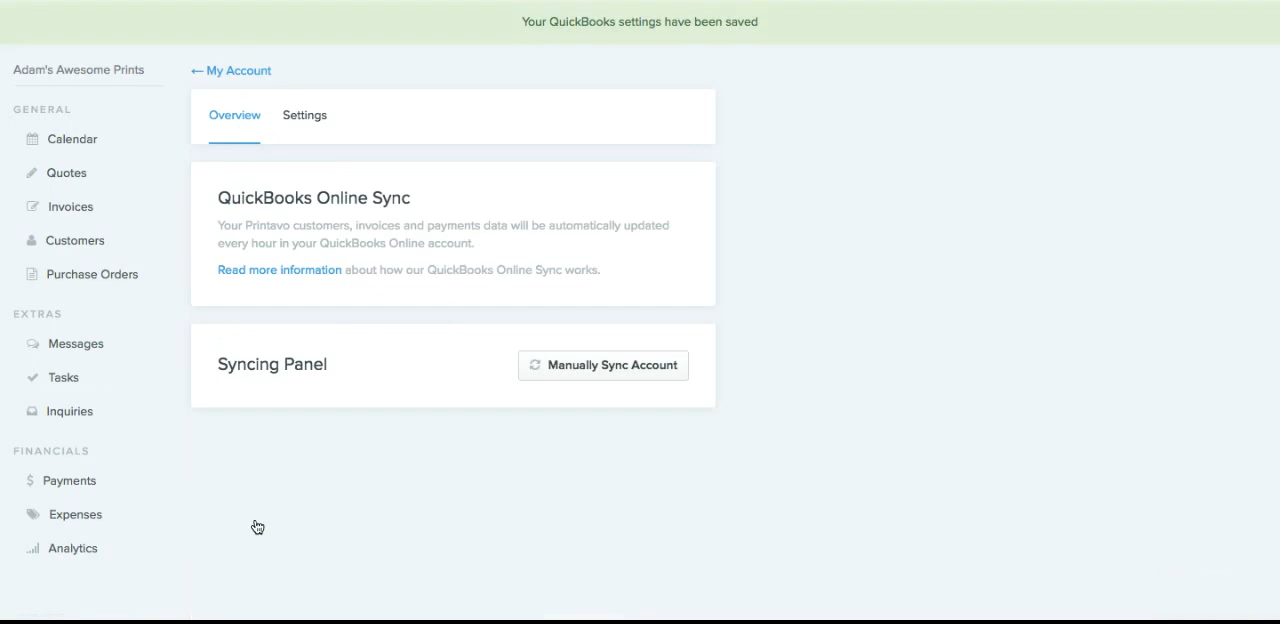 Your QuickBooks settings have been saved
Adam's Awesome Prints
GENERAL
Calendar
Quotes
Invoices
Customers
Purchase Orders
EXTRAS
Messages
Tasks
Inquiries
FINANCIALS
$ Payments
Expenses
Analytics
← My Account
Overview Settings
QuickBooks Online Sync
Your Printavo customers, invoices and payments data will be automatically updated
every hour in your QuickBooks Online account.
Read more information about how our QuickBooks Online Sync works.
Syncing Panel
Manually Sync Account